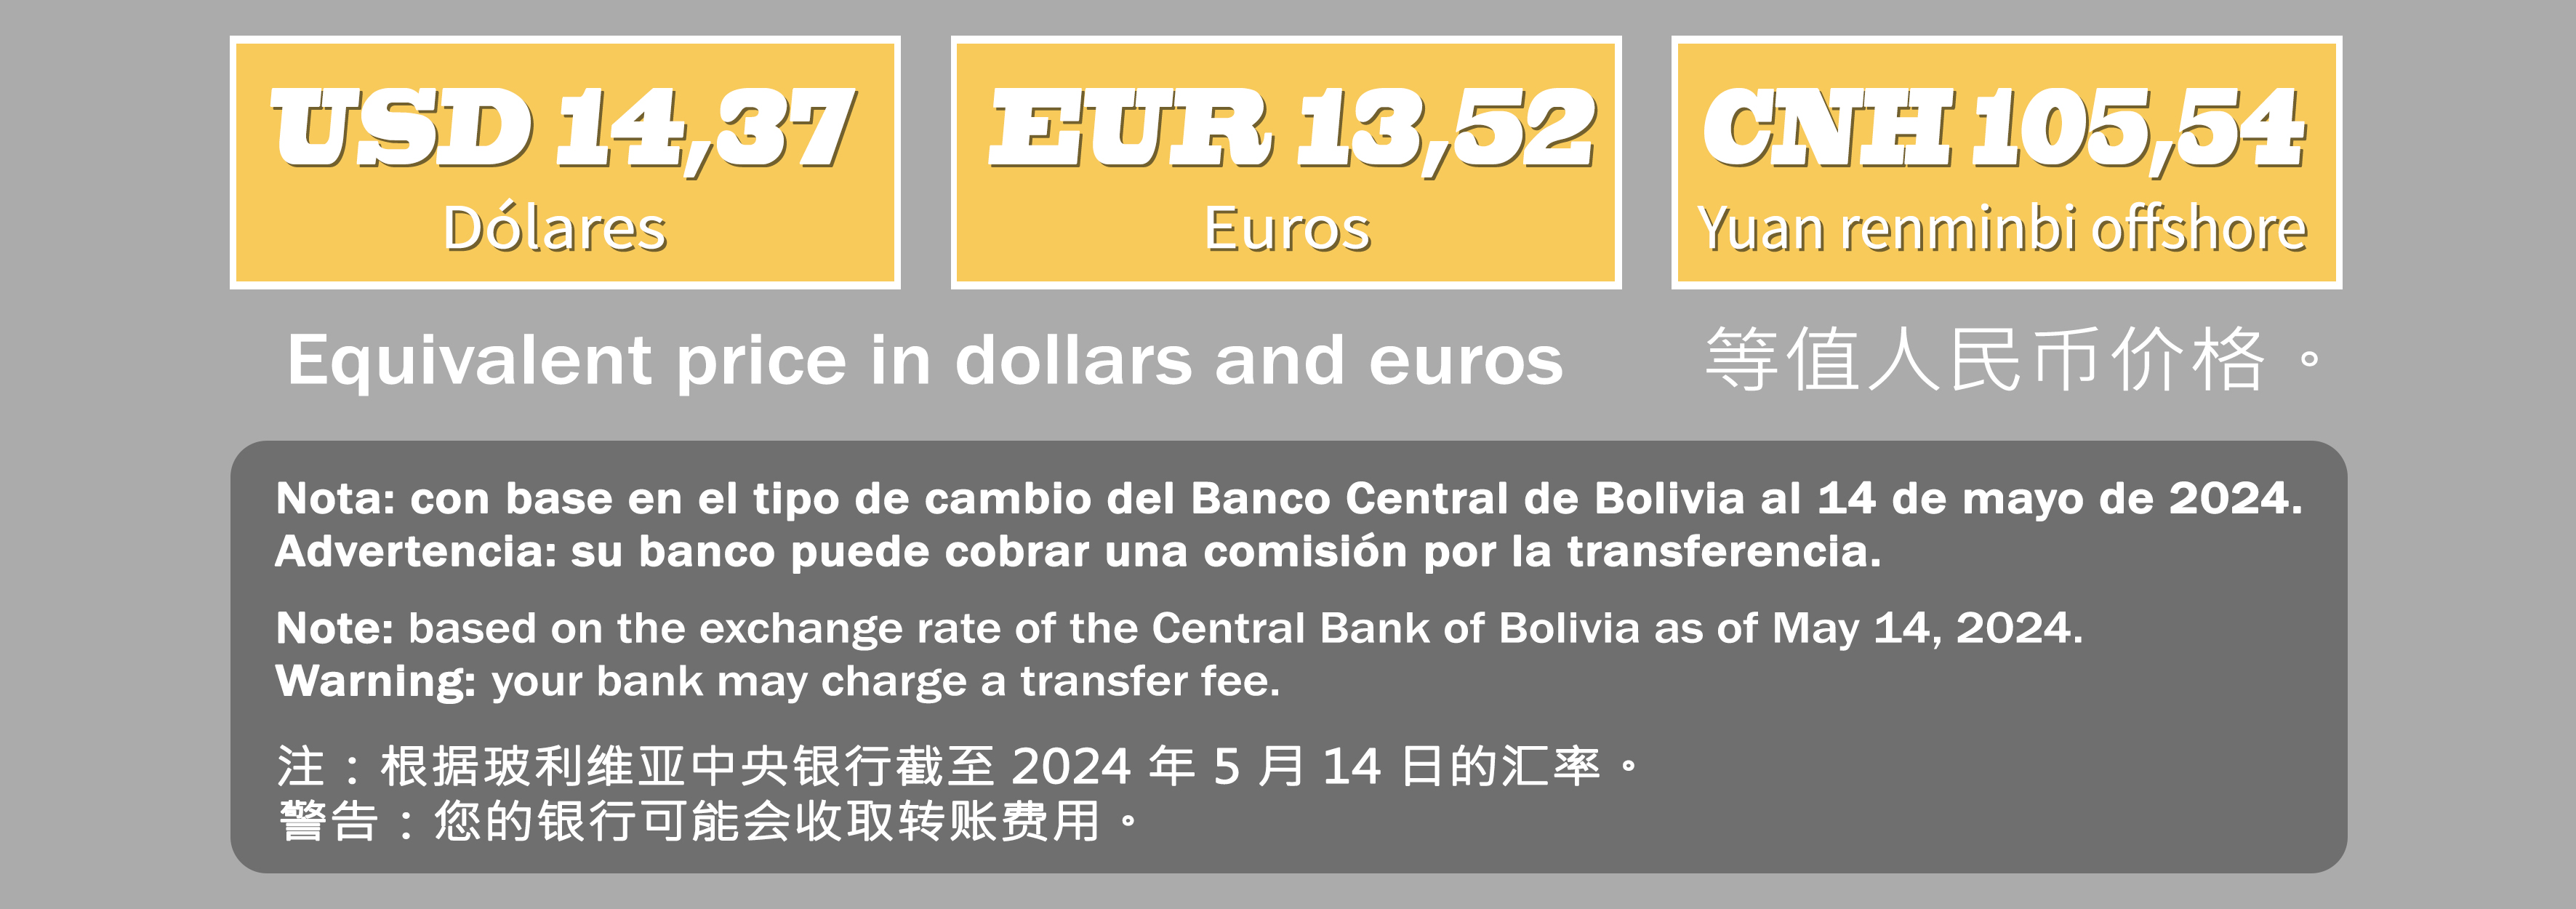 USD 14,37
Dólares
EUR 13,52
Euros
CNH 105,54
Yuan renminbi offshore
Equivalent price in dollars and euros
等值人民币价格。
Nota: con base en el tipo de cambio del Banco Central de Bolivia al 14 de mayo de 2024.
Advertencia: su banco puede cobrar una comisión por la transferencia.
Note: based on the exchange rate of the Central Bank of Bolivia as of May 14, 2024.
Warning: your bank may charge a transfer fee.
注：根据玻利维亚中央银行截至 2024 年 5 月 14 日的汇率。
警告：您的银行可能会收取转账费用。